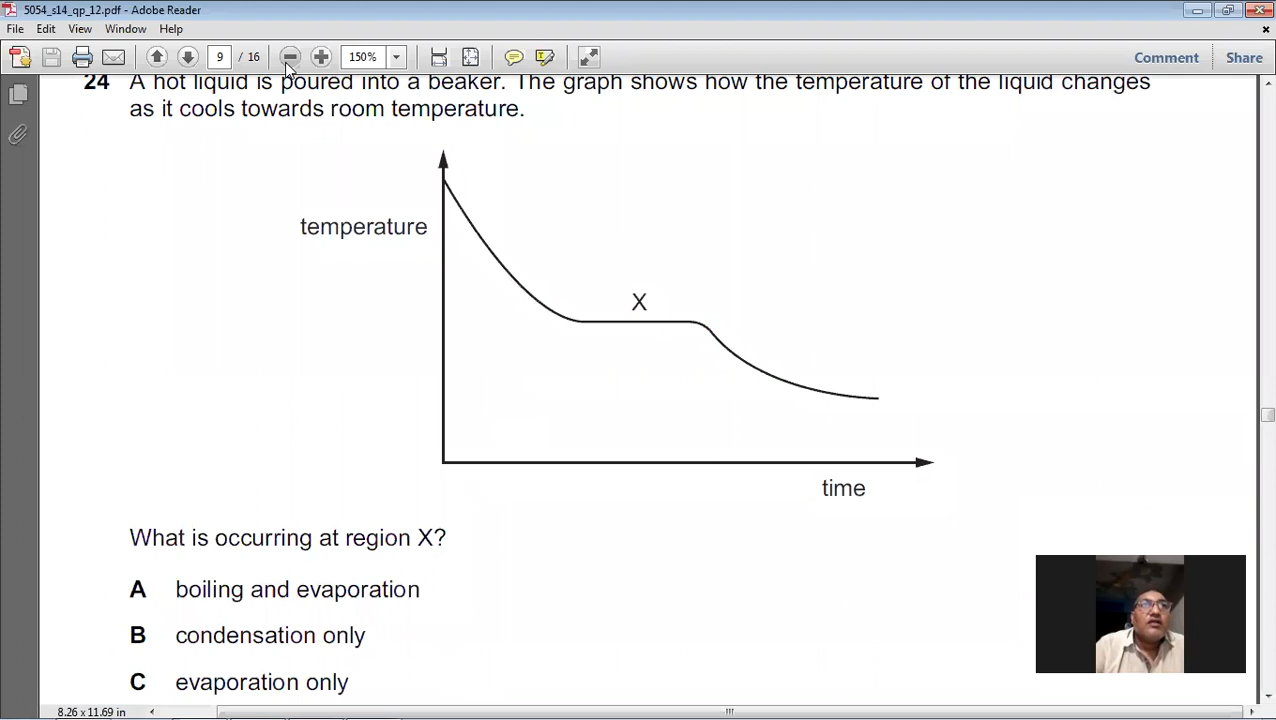 5054_s14_qp_12.pdf - Adobe Reader
File Edit View Window Help
9 / 16 150% Comment Share
24 A hot liquid is poured into a beaker. The graph shows how the temperature of the liquid changes
as it cools towards room temperature.
temperature
X
time
What is occurring at region X?
A boiling and evaporation
B condensation only
C evaporation only
8.26 x 11.69 in